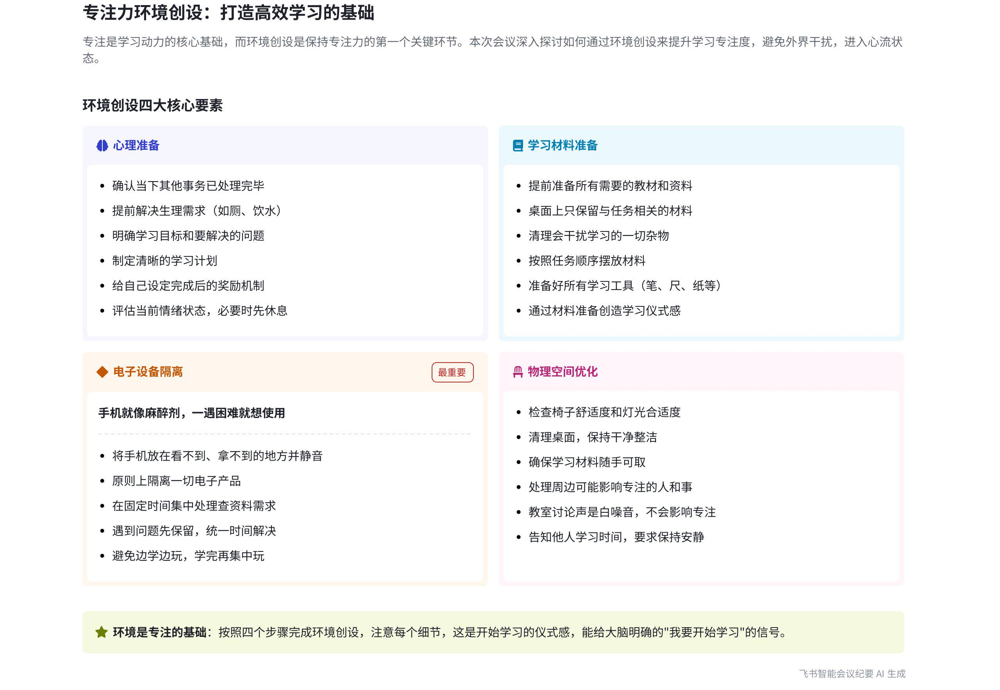 专注力环境创设：打造高效学习的基础
专注是学习动力的核心基础，而环境创设是保持专注力的第一个关键环节。本次会议深入探讨如何通过环境创设来提升学习专注度，避免外界干扰，进入心流状
态。
环境创设四大核心要素
心理准备
确认当下其他事务已处理完毕
提前解决生理需求（如厕、饮水）
明确学习目标和要解决的问题
制定清晰的学习计划
给自己设定完成后的奖励机制
评估当前情绪状态，必要时先休息
学习材料准备
提前准备所有需要的教材和资料
桌面上只保留与任务相关的材料
清理会干扰学习的一切杂物
按照任务顺序摆放材料
准备好所有学习工具（笔、尺、纸等）
通过材料准备创造学习仪式感
电子设备隔离
最重要
手机就像麻醉剂，一遇困难就想使用
将手机放在看不到、拿不到的地方并静音
原则上隔离一切电子产品
在固定时间集中处理查资料需求
遇到问题先保留，统一时间解决
避免边学边玩，学完再集中玩
物理空间优化
检查椅子舒适度和灯光合适度
清理桌面，保持干净整洁
确保学习材料随手可取
处理周边可能影响专注的人和事
教室讨论声是白噪音，不会影响专注
告知他人学习时间，要求保持安静
环境是专注的基础：按照四个步骤完成环境创设，注意每个细节，这是开始学习的仪式感，能给大脑明确的"我要开始学习"的信号。
飞书智能会议纪要 AI 生成